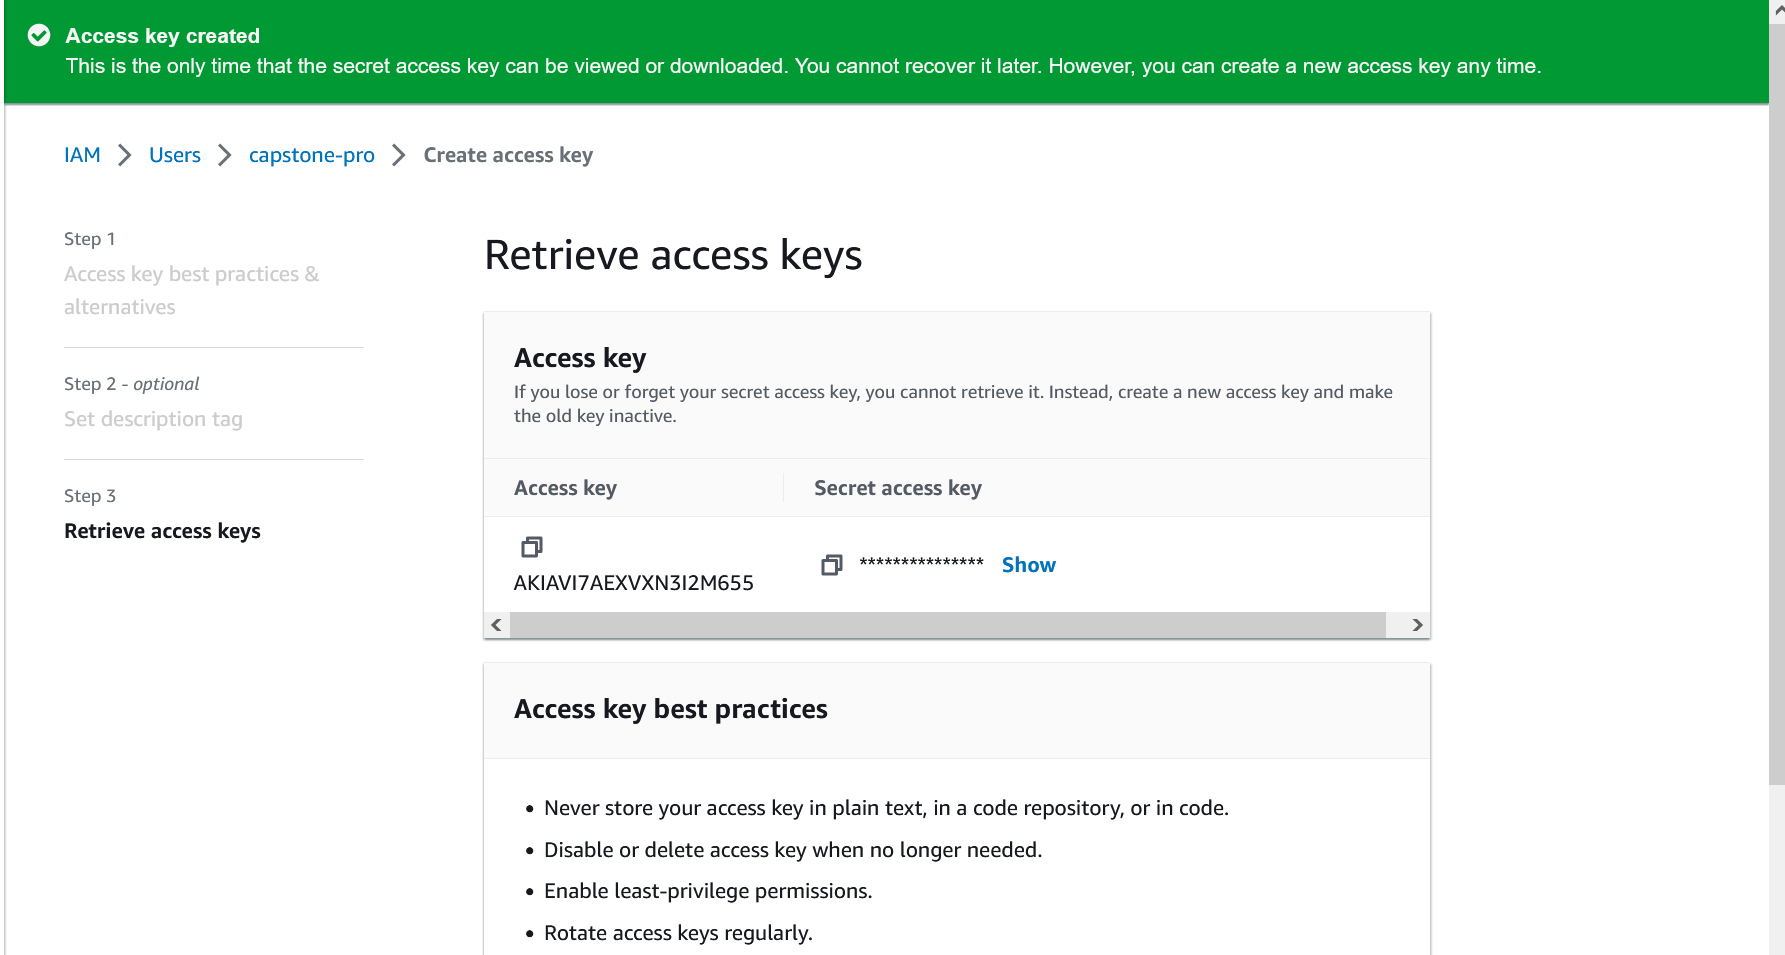 Access key created
This is the only time that the secret access key can be viewed or downloaded. You cannot recover it later. However, you can create a new access key any time.
IAM > Users > capstone-pro > Create access key
Step 1
Access key best practices &
alternatives
Step 2 - optional
Set description tag
Step 3
Retrieve access keys
Retrieve access keys
Access key
If you lose or forget your secret access key, you cannot retrieve it. Instead, create a new access key and make
the old key inactive.
Access key Secret access key
AKIAVI7AEXVXN3I2M655
*************** Show
Access key best practices
• Never store your access key in plain text, in a code repository, or in code.
• Disable or delete access key when no longer needed.
• Enable least-privilege permissions.
• Rotate access keys regularly.